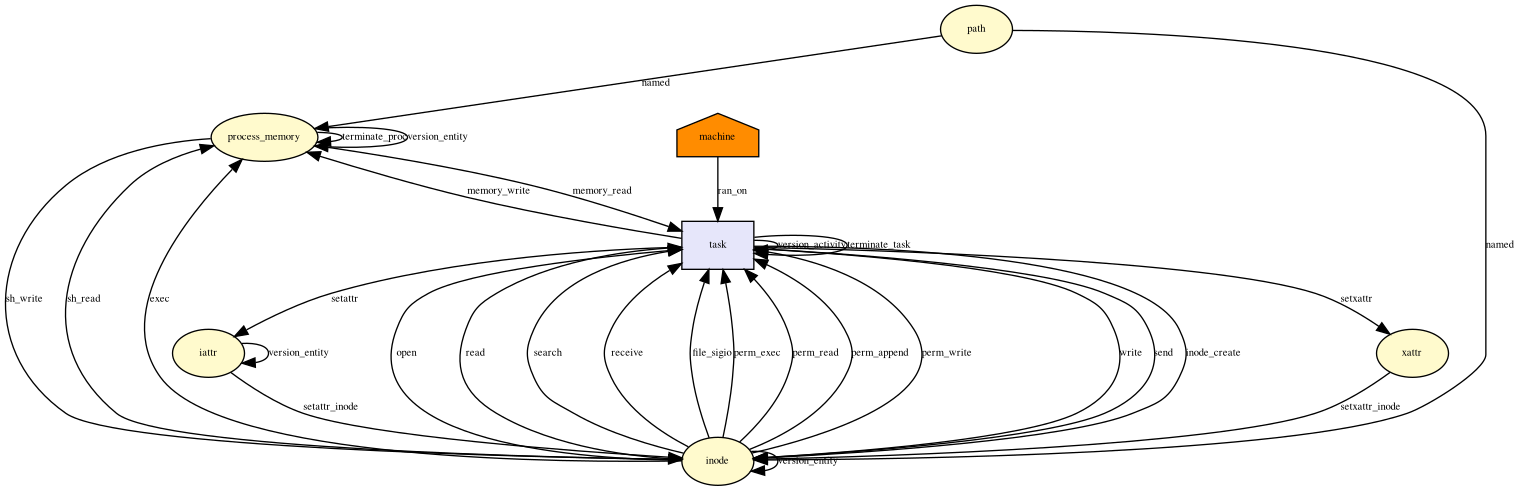 path
named
process_memory
terminate_proc
version_entity
machine
memory_write
memory_read
ran_on
task
version_activity
terminate_task
named
sh_write
sh_read
exec
setattr
setxattr
iattr
version_entity
open
read
search
receive
file_sigio
perm_exec
perm_read
perm_append
perm_write
write
send
inode_create
xattr
setattr_inode
setxattr_inode
inode
version_entity